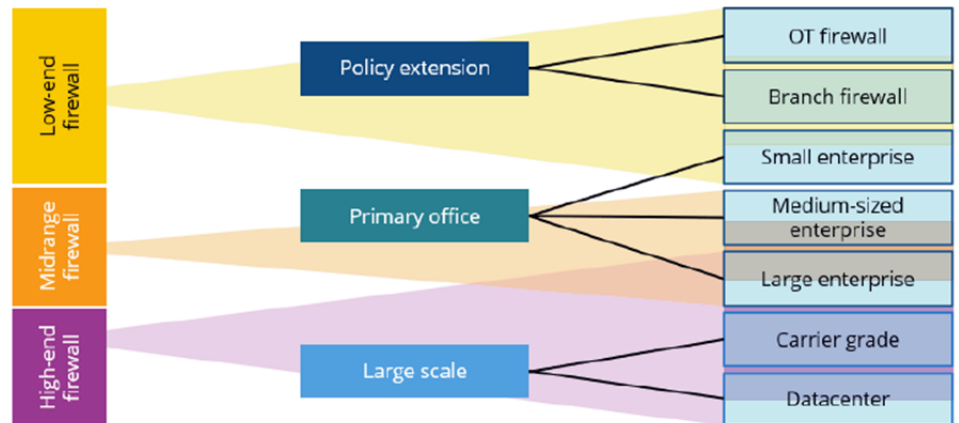 Low-end
firewall
Midrange
firewall
High-end
firewall
Policy extension
Primary office
Large scale
OT firewall
Branch firewall
Small enterprise
Medium-sized
enterprise
Large enterprise
Carrier grade
Datacenter